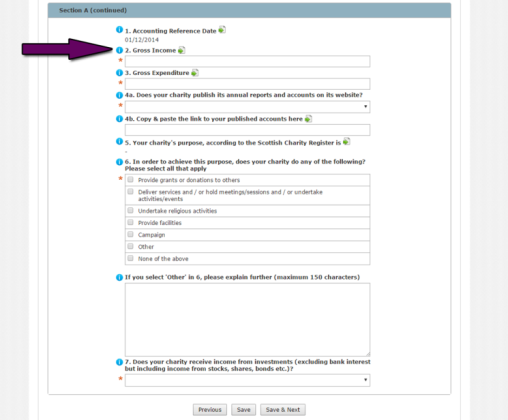 Section A (continued)
1. Accounting Reference Date
01/12/2014
2. Gross Income
*
3. Gross Expenditure
*
4a. Does your charity publish its annual reports and accounts on its website?
*
4b. Copy & paste the link to your published accounts here
5. Your charity's purpose, according to the Scottish Charity Register is
.
6. In order to achieve this purpose, does your charity do any of the following?
Please select all that apply
* Provide grants or donations to others
Deliver services and / or hold meetings/sessions and / or undertake
activities/events
Undertake religious activities
Provide facilities
Campaign
Other
None of the above
If you select 'Other' in 6, please explain further (maximum 150 characters)
7. Does your charity receive income from investments (excluding bank interest
but including income from stocks, shares, bonds etc.)?
*
Previous Save Save & Next